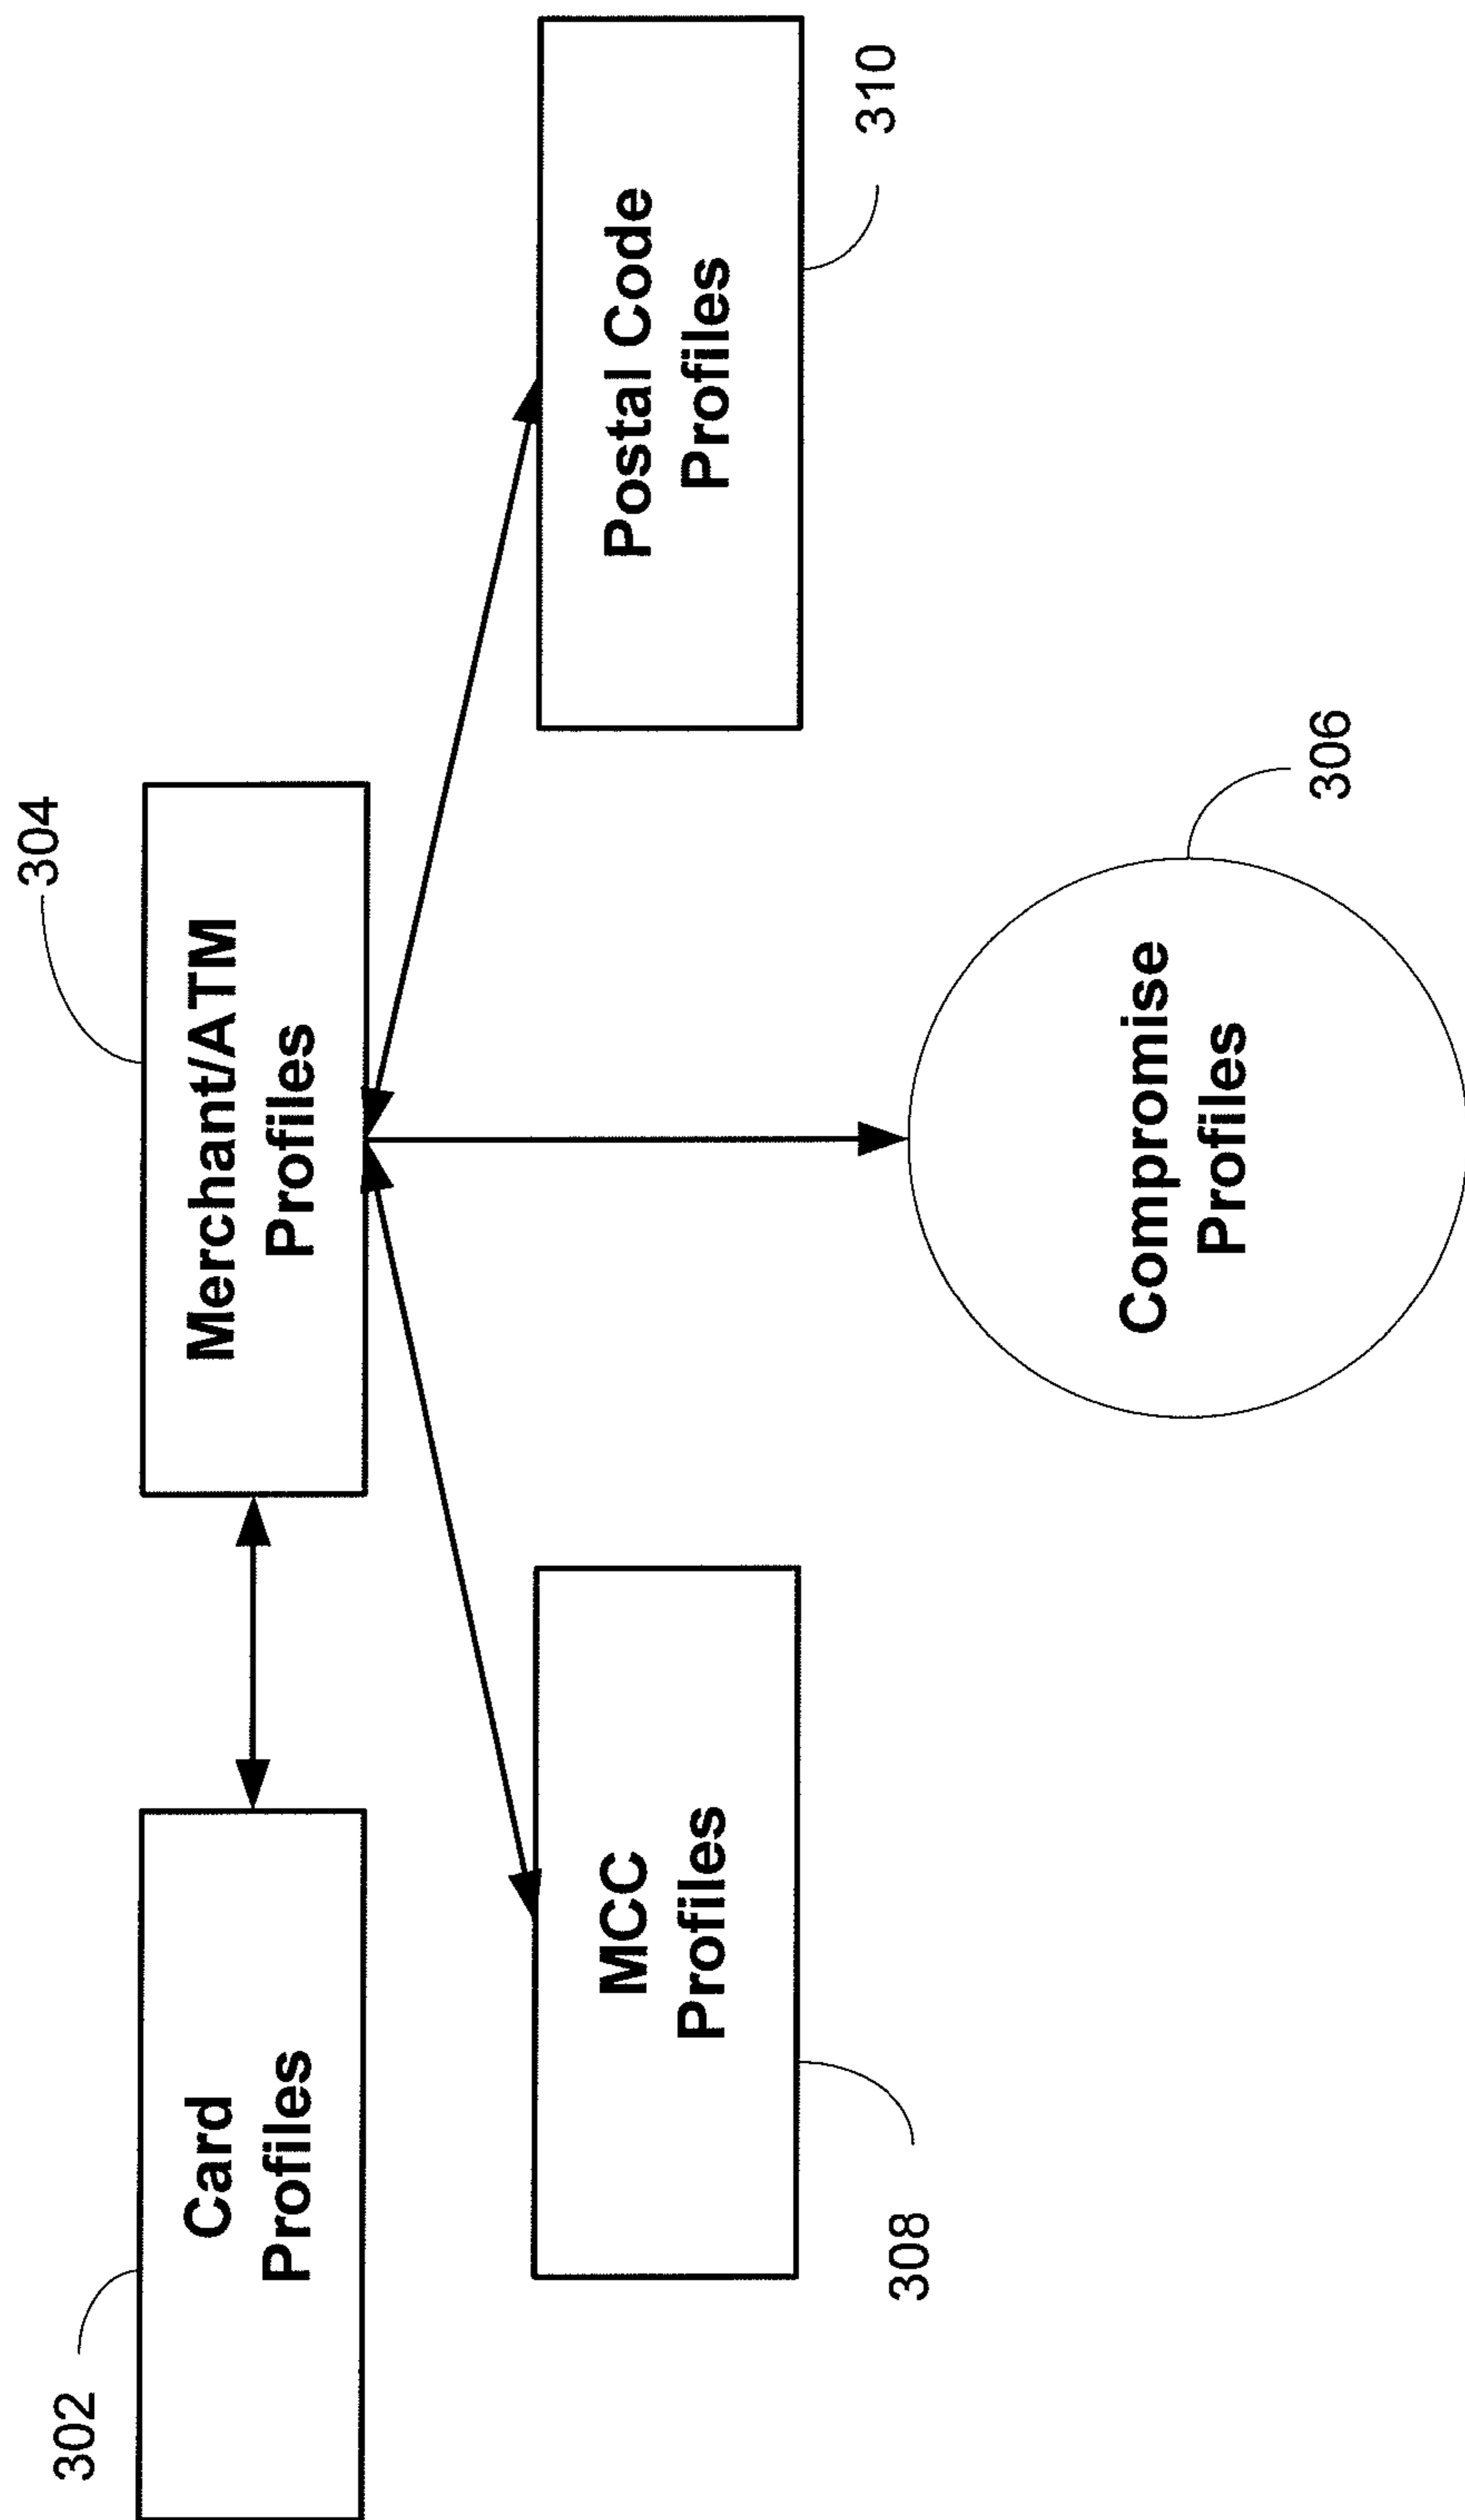 302
Card
Profiles
304
Merchant/ATM
Profiles
MCC
Profiles
308
Postal Code
Profiles
310
Compromise
Profiles
306